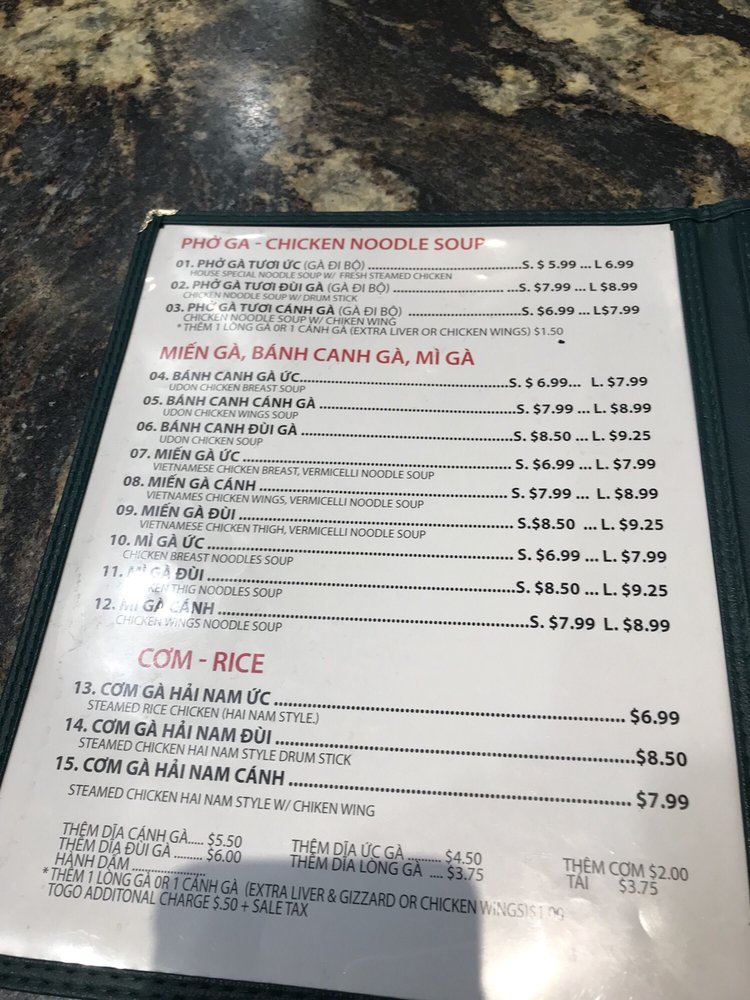 PHỞ GA - CHICKEN NOODLE SOUP
01. PHỞ GÀ TƯƠI ỨC (GÀ ĐI BỘ) ........ S. $ 5.99 ... L 6.99
HOUSE SPECIAL NOODLE SOUP W/ FRESH STEAMED CHICKEN
02. PHỞ GÀ TƯƠI ĐÙI GÀ (GÀ ĐI BỘ) ........ S. $7.99 ... L $8.99
CHICKEN NOODLE SOUP W/ DRUM STICK
03. PHỞ GÀ TƯƠI CÁNH GÀ (GÀ ĐI BỘ) ........ S. $6.99 ... L$7.99
CHICKEN NOODLE SOUP W/ CHIKEN WING
*THÊM 1 LÒNG GÀ OR 1 CÁNH GÀ (EXTRA LIVER OR CHICKEN WINGS) $1.50
MIẾN GÀ, BÁNH CANH GÀ, MÌ GÀ
04. BÁNH CANH GÀ ỨC........S. $ 6.99... L. $7.99
UDON CHICKEN BREAST SOUP
05. BÁNH CANH CÁNH GÀ ........S. $7.99 ... L. $8.99
UDON CHICKEN WINGS SOUP
06. BÁNH CANH ĐÙI GÀ ........S. $8.50 ... L. $9.25
UDON CHICKEN SOUP
07. MIẾN GÀ ỨC ........ S. $6.99 ... L. $7.99
VIETNAMESE CHICKEN BREAST, VERMICELLI NOODLE SOUP
08. MIẾN GÀ CÁNH ........ S. $7.99 ... L. $8.99
VIETNAMES CHICKEN WINGS, VERMICELLI NOODLE SOUP
09. MIẾN GÀ ĐÙI ........ S.$8.50 ... L. $9.25
VIETNAMESE CHICKEN THIGH, VERMICELLI NOODLE SOUP
10. MÌ GÀ ỨC ........ S. $6.99 ... L. $7.99
CHICKEN BREAST NOODLES SOUP
11. MÌ GÀ ĐÙI ........S. $8.50 ... L. $9.25
CHICKEN THIG NOODLES SOUP
12. MÌ GÀ CÁNH ........S. $7.99 L. $8.99
CHICKEN WINGS NOODLE SOUP
CƠM - RICE
13. CƠM GÀ HẢI NAM ỨC ........ $6.99
STEAMED RICE CHICKEN (HAI NAM STYLE.)
14. CƠM GÀ HẢI NAM ĐÙI ........$8.50
STEAMED CHICKEN HAI NAM STYLE DRUM STICK
15. CƠM GÀ HẢI NAM CÁNH ........ $7.99
STEAMED CHICKEN HAI NAM STYLE W/ CHIKEN WING
THÊM DĨA CÁNH GÀ..... $5.50 THÊM DĨA ỨC GÀ ......... $4.50 THÊM CƠM $2.00
THÊM DĨA ĐÙI GÀ ......... $6.00 THÊM DĨA LÒNG GÀ .... $3.75 TÁI $3.75
HÀNH DẤM ....................
*THÊM 1 LÒNG GÀ OR 1 CÁNH GÀ (EXTRA LIVER & GIZZARD OR CHICKEN WINGS)
TOGO ADDITONAL CHARGE $.50 + SALE TAX